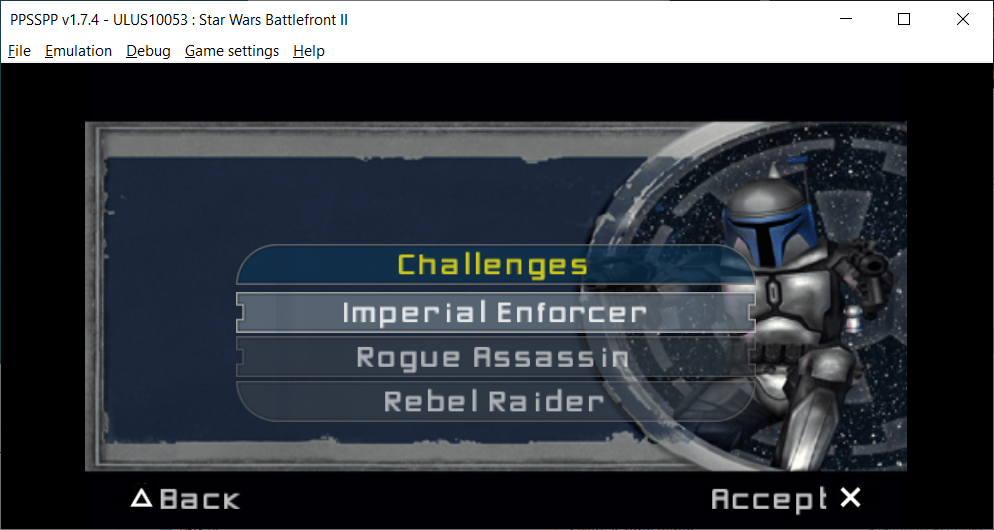 PPSSPP v1.7.4 - ULUS10053 : Star Wars Battlefront II
File Emulation Debug Game settings Help
Challenges
Imperial Enforcer
Rogue Assassin
Rebel Raider
Back Accept